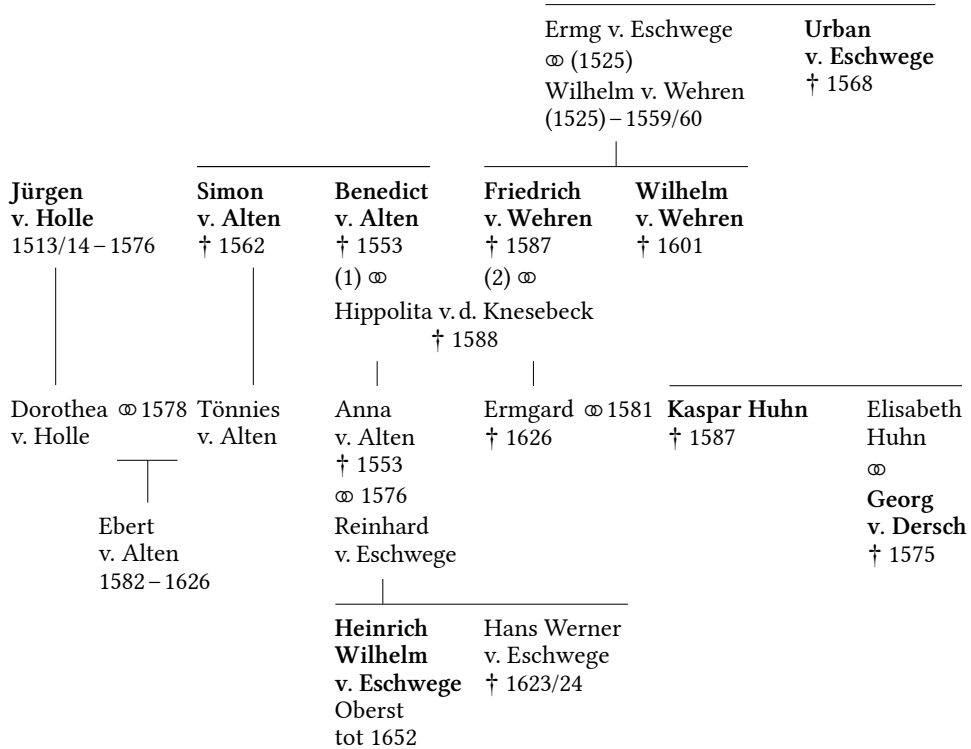 Ermg v. Eschwege
⚭ (1525)
Wilhelm v. Wehren
(1525) – 1559/60
Urban
v. Eschwege
† 1568
Jürgen
v. Holle
1513/14 – 1576
Simon
v. Alten
† 1562
Benedict
v. Alten
† 1553
(1) ⚭
Friedrich
v. Wehren
† 1587
(2) ⚭
Wilhelm
v. Wehren
† 1601
Hippolita v. d. Knesebeck
† 1588
Dorothea ⚭ 1578
v. Holle
Tönnies
v. Alten
Ebert
v. Alten
1582 – 1626
Anna
v. Alten
† 1553
⚭ 1576
Reinhard
v. Eschwege
Ermgard ⚭ 1581
† 1626
Kaspar Huhn
† 1587
Elisabeth
Huhn
⚭
Georg
v. Dersch
† 1575
Heinrich
Wilhelm
v. Eschwege
Oberst
tot 1652
Hans Werner
v. Eschwege
† 1623/24